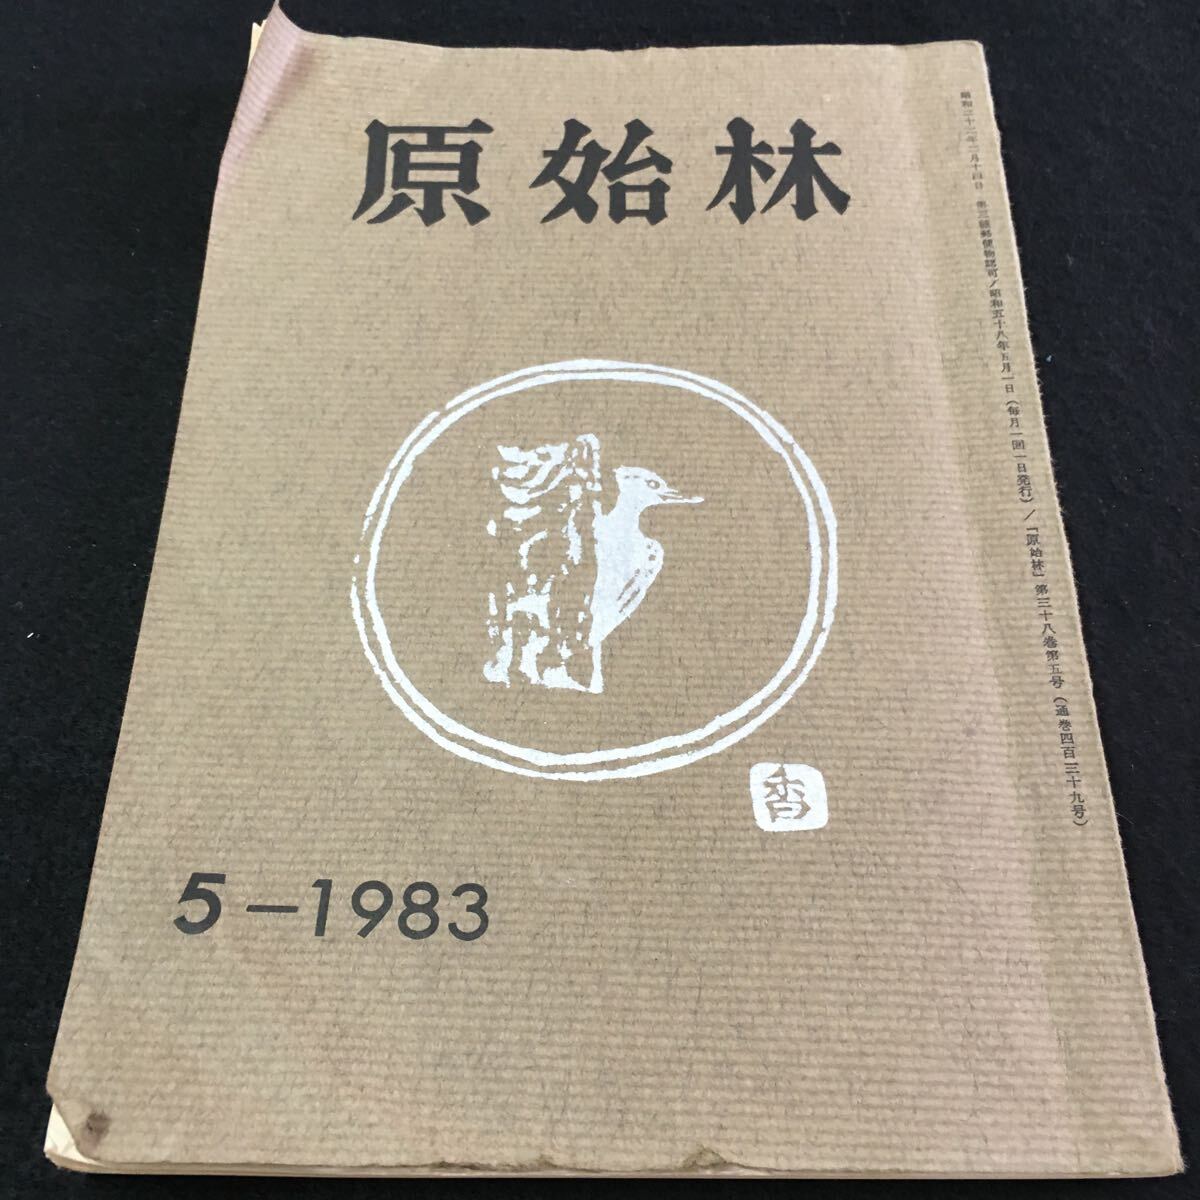 原始林
昭和二十二年二月十四日 第三種郵便物認可／昭和五十八年五月一日（毎月一回一日発行）／「原始林」第三十八巻第五号（通巻四百三十九号）
香
5－1983